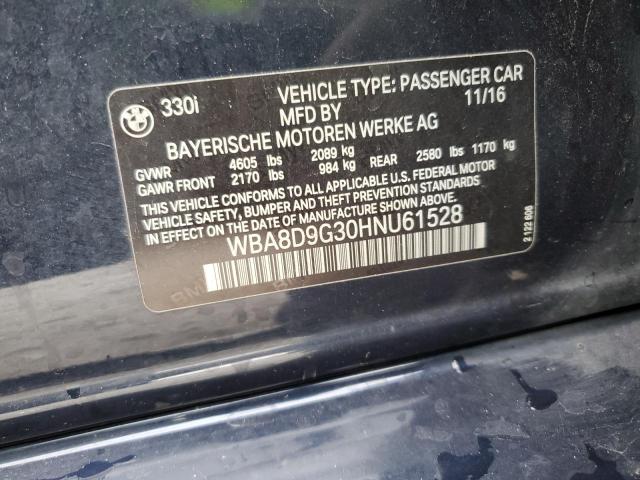 330i
VEHICLE TYPE: PASSENGER CAR
MFD BY 11/16
BAYERISCHE MOTOREN WERKE AG
GVWR 4605 lbs 2089 kg
GAWR FRONT 2170 lbs 984 kg REAR 2580 lbs 1170 kg
THIS VEHICLE CONFORMS TO ALL APPLICABLE U.S. FEDERAL MOTOR
VEHICLE SAFETY, BUMPER AND THEFT PREVENTION STANDARDS IN
EFFECT ON THE DATE OF MANUFACTURE SHOWN ABOVE.
WBA8D9G30HNU61528
2 122 606